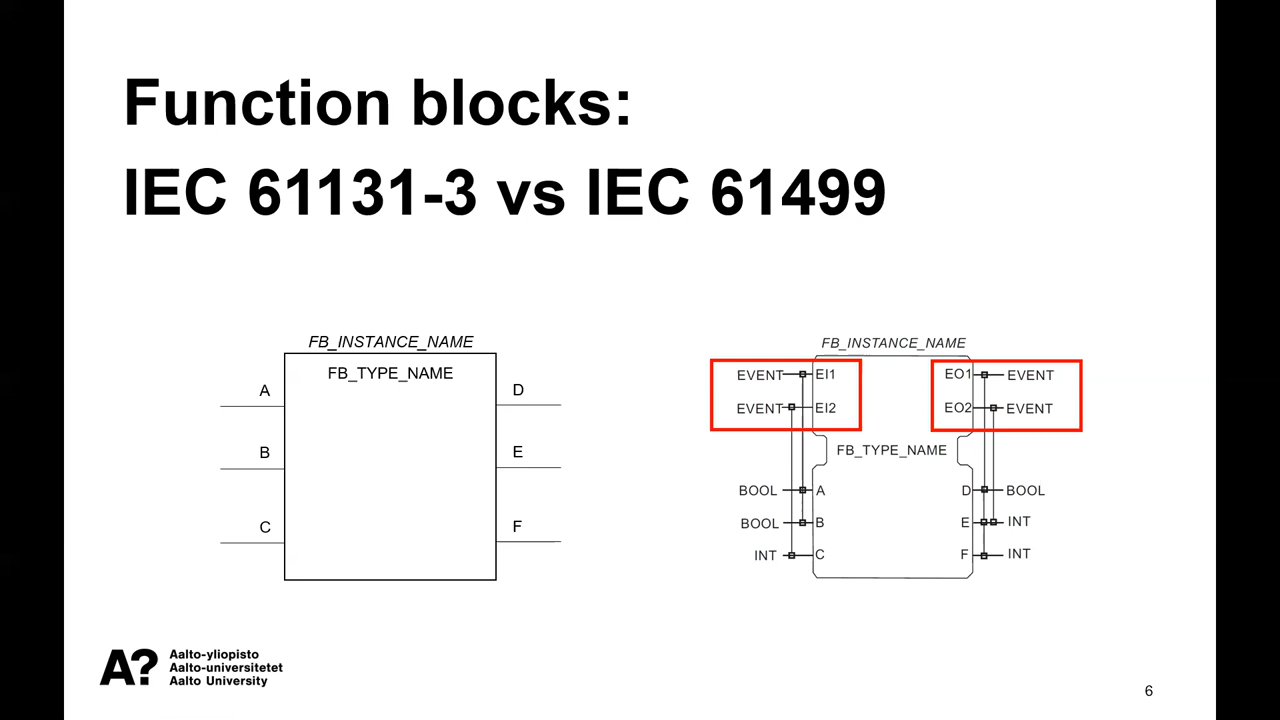 Function blocks:
IEC 61131-3 vs IEC 61499
FB_INSTANCE_NAME
FB_TYPE_NAME
A
B
C
D
E
F
FB_INSTANCE_NAME
EVENT EI1
EVENT EI2
EO1 EVENT
EO2 EVENT
FB_TYPE_NAME
BOOL A
BOOL B
INT C
D BOOL
E INT
F INT
A?
Aalto-yliopisto
Aalto-universitetet
Aalto University
6